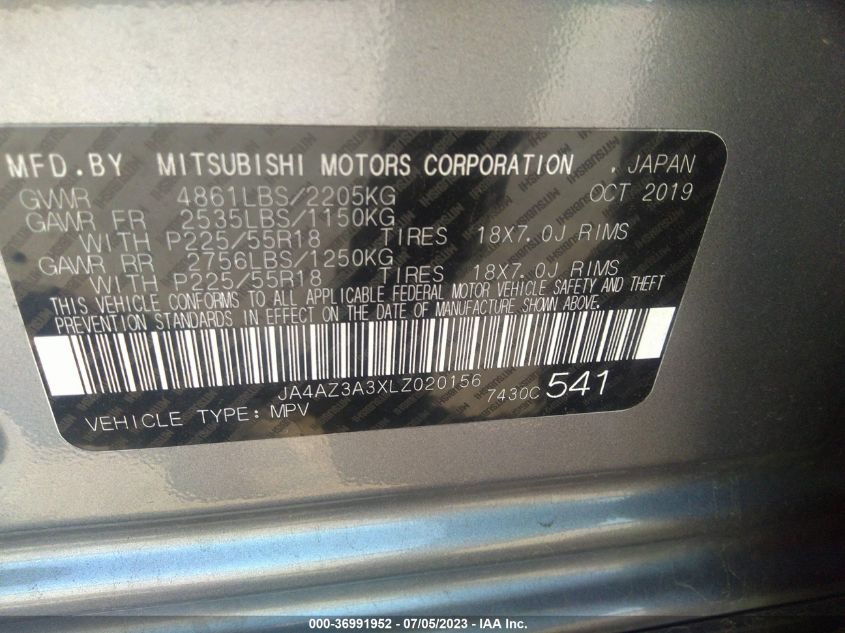 MFD.BY MITSUBISHI MOTORS CORPORATION . JAPAN
GVWR 4861LBS/2205KG OCT 2019
GAWR FR 2535LBS/1150KG
WITH P225/55R18 TIRES 18X7.0J RIMS
GAWR RR 2756LBS/1250KG
WITH P225/55R18 TIRES 18X7.0J RIMS
THIS VEHICLE CONFORMS TO ALL APPLICABLE FEDERAL MOTOR VEHICLE SAFETY AND THEFT
PREVENTION STANDARDS IN EFFECT ON THE DATE OF MANUFACTURE SHOWN ABOVE.
JA4AZ3A3XLZ020156 7430C 541
VEHICLE TYPE: MPV
000-36991952 - 07/05/2023 - IAA Inc.